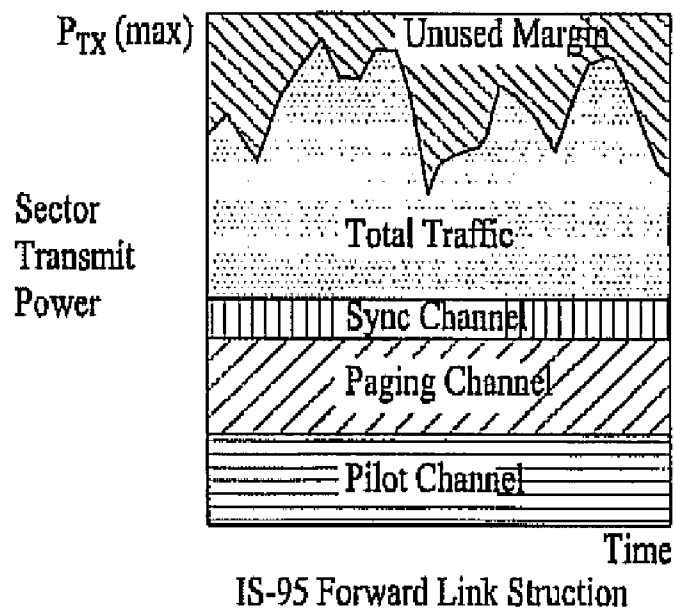 P_TX (max)
Unused Margin
Sector
Transmit
Power
Total Traffic
Sync Channel
Paging Channel
Pilot Channel
Time
IS-95 Forward Link Struction